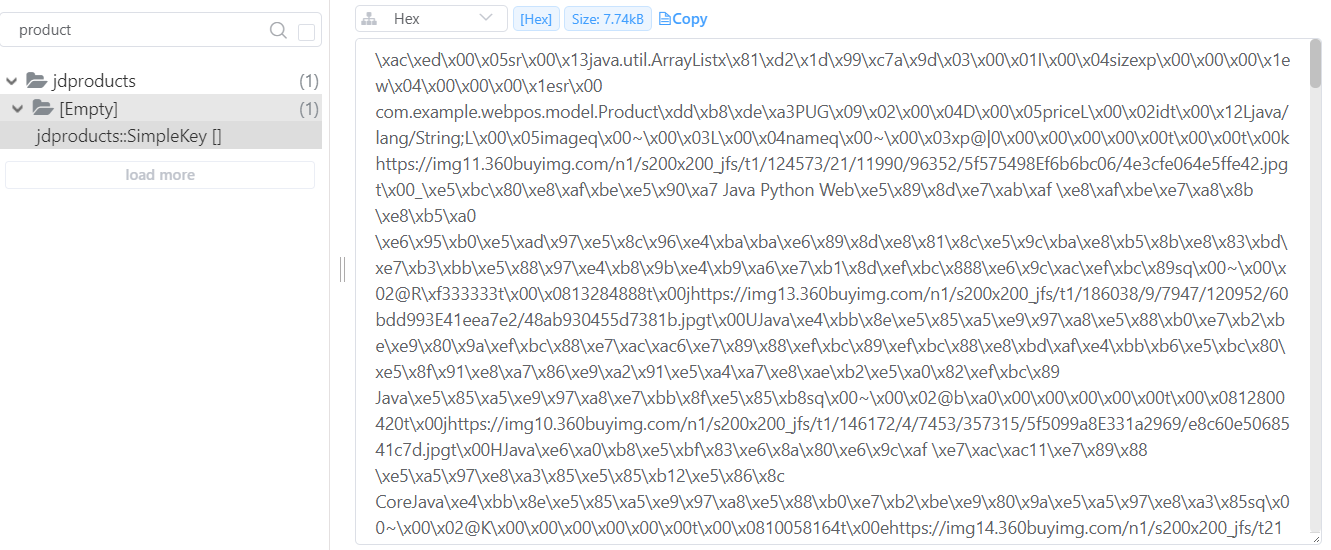 product
jdproducts (1)
[Empty] (1)
jdproducts::SimpleKey []
load more
Hex
[Hex]
Size: 7.74kB
Copy
\xac\xed\x00\x05sr\x00\x13java.util.ArrayListx\x81\xd2\x1d\x99\xc7a\x9d\x03\x00\x01I\x00\x04sizexp\x00\x00\x00\x1e
w\x04\x00\x00\x00\x1esr\x00
com.example.webpos.model.Product\xdd\xb8\xde\xa3PUG\x09\x02\x00\x04D\x00\x05priceL\x00\x02idt\x00\x12Ljava/
lang/String;L\x00\x05imageq\x00~\x00\x03L\x00\x04nameq\x00~\x00\x03xp@|0\x00\x00\x00\x00\x00t\x00\x00t\x00k
https://img11.360buyimg.com/n1/s200x200_jfs/t1/124573/21/11990/96352/5f575498Ef6b6bc06/4e3cfe064e5ffe42.jpg
t\x00_\xe5\xbc\x80\xe8\xaf\xbe\xe5\x90\xa7 Java Python Web\xe5\x89\x8d\xe7\xab\xaf \xe8\xaf\xbe\xe7\xa8\x8b
\xe8\xb5\xa0
\xe6\x95\xb0\xe5\xad\x97\xe5\x8c\x96\xe4\xba\xba\xe6\x89\x8d\xe8\x81\x8c\xe5\x9c\xba\xe8\xb5\x8b\xe8\x83\xbd\
xe7\xb3\xbb\xe5\x88\x97\xe4\xb8\x9b\xe4\xb9\xa6\xe7\xb1\x8d\xef\xbc\x888\xe6\x9c\xac\xef\xbc\x89sq\x00~\x00\x
02@R\xf333333t\x00\x0813284888t\x00jhttps://img13.360buyimg.com/n1/s200x200_jfs/t1/186038/9/7947/120952/60
bdd993E41eea7e2/48ab930455d7381b.jpgt\x00UJava\xe4\xbb\x8e\xe5\x85\xa5\xe9\x97\xa8\xe5\x88\xb0\xe7\xb2\xb
e\xe9\x80\x9a\xef\xbc\x88\xe7\xac\xac6\xe7\x89\x88\xef\xbc\x89\xef\xbc\x88\xe8\xbd\xaf\xe4\xbb\xb6\xe5\xbc\x80\
xe5\x8f\x91\xe8\xa7\x86\xe9\xa2\x91\xe5\xa4\xa7\xe8\xae\xb2\xe5\xa0\x82\xef\xbc\x89
Java\xe5\x85\xa5\xe9\x97\xa8\xe7\xbb\x8f\xe5\x85\xb8sq\x00~\x00\x02@b\xa0\x00\x00\x00\x00\x00t\x00\x0812800
420t\x00jhttps://img10.360buyimg.com/n1/s200x200_jfs/t1/146172/4/7453/357315/5f5099a8E331a2969/e8c60e5068
541c7d.jpgt\x00HJava\xe6\xa0\xb8\xe5\xbf\x83\xe6\x8a\x80\xe6\x9c\xaf \xe7\xac\xac11\xe7\x89\x88
\xe5\xa5\x97\xe8\xa3\x85\xe5\x85\xb12\xe5\x86\x8c
CoreJava\xe4\xbb\x8e\xe5\x85\xa5\xe9\x97\xa8\xe5\x88\xb0\xe7\xb2\xbe\xe9\x80\x9a\xe5\xa5\x97\xe8\xa3\x85sq\x0
0~\x00\x02@K\x00\x00\x00\x00\x00\x00t\x00\x0810058164t\x00ehttps://img14.360buyimg.com/n1/s200x200_jfs/t21